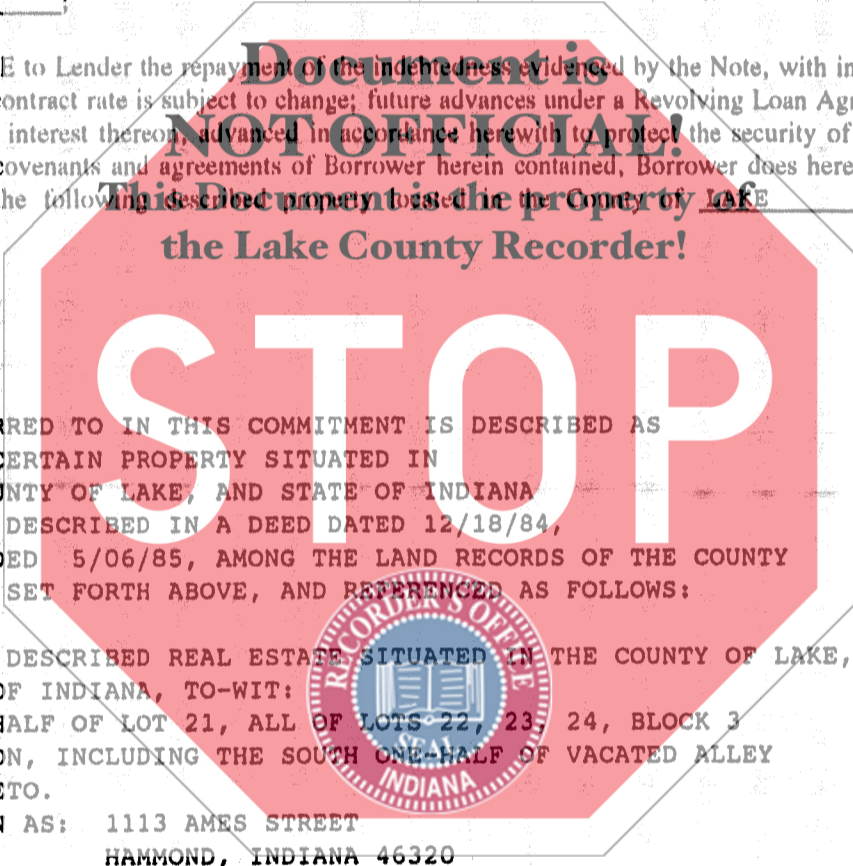 E to Lender the repayment of the indebtedness evidenced by the Note, with in
contract rate is subject to change; future advances under a Revolving Loan Agr
interest thereon, advanced in accordance herewith to protect the security of
covenants and agreements of Borrower herein contained, Borrower does here
he following described property located in the County of LAKE
Document is
NOT OFFICIAL!
This Document is the property of
the Lake County Recorder!
STOP
RRED TO IN THIS COMMITMENT IS DESCRIBED AS
CERTAIN PROPERTY SITUATED IN
UNTY OF LAKE, AND STATE OF INDIANA
DESCRIBED IN A DEED DATED 12/18/84,
DED 5/06/85, AMONG THE LAND RECORDS OF THE COUNTY
SET FORTH ABOVE, AND REFERENCED AS FOLLOWS:
DESCRIBED REAL ESTATE SITUATED IN THE COUNTY OF LAKE,
OF INDIANA, TO-WIT:
HALF OF LOT 21, ALL OF LOTS 22, 23, 24, BLOCK 3
ON, INCLUDING THE SOUTH ONE-HALF OF VACATED ALLEY
ETO.
N AS: 1113 AMES STREET
HAMMOND, INDIANA 46320
RECORDER'S OFFICE
SEAL
INDIANA